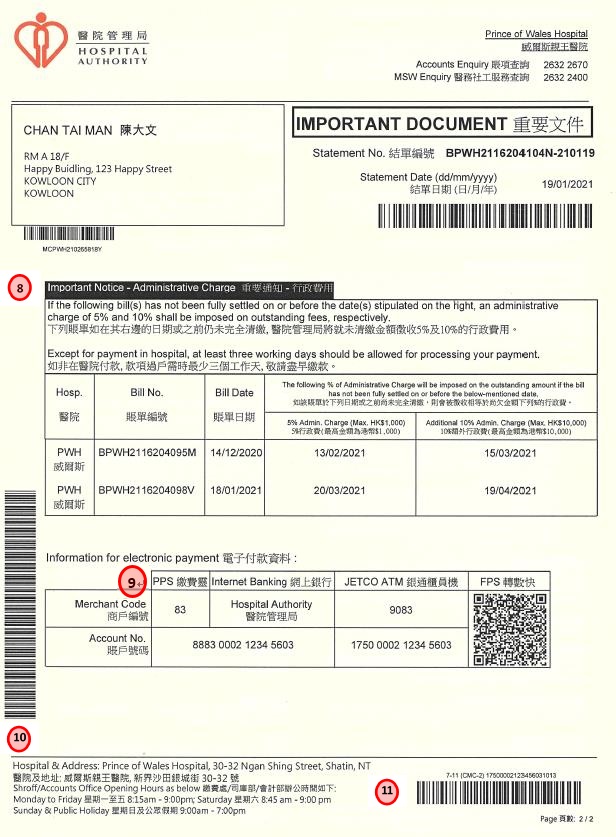 醫院管理局
HOSPITAL
AUTHORITY
Prince of Wales Hospital
威爾斯親王醫院
Accounts Enquiry 賬項查詢 2632 2670
MSW Enquiry 醫務社工服務查詢 2632 2400
CHAN TAI MAN 陳大文
RM A 18/F
Happy Buidling, 123 Happy Street
KOWLOON CITY
KOWLOON
MCPWH210265818Y
IMPORTANT DOCUMENT 重要文件
Statement No. 結單編號 BPWH2116204104N-210119
Statement Date (dd/mm/yyyy)
結單日期 (日/月/年)
19/01/2021
8
Important Notice - Administrative Charge 重要通知 - 行政費用
If the following bill(s) has not been fully settled on or before the date(s) stipulated on the right, an administrative
charge of 5% and 10% shall be imposed on outstanding fees, respectively.
下列賬單如在其右邊的日期或之前仍未完全清繳, 醫院管理局將就未清繳金額徵收5%及10%的行政費用。
Except for payment in hospital, at least three working days should be allowed for processing your payment.
如非在醫院付款, 款項過戶需時最少三個工作天, 敬請盡早繳款。
Hosp.
醫院
Bill No.
賬單編號
Bill Date
賬單日期
The following % of Administrative Charge will be imposed on the outstanding amount if the bill
has not been fully settled on or before the below-mentioned date.
如該賬單於下列日期或之前尚未完全清繳, 則會被徵收相等於尚欠金額下列%的行政費。
5% Admin. Charge (Max. HK$1,000)
5%行政費(最高金額為港幣$1,000)
Additional 10% Admin. Charge (Max. HK$10,000)
10%額外行政費(最高金額為港幣$10,000)
PWH
威爾斯
BPWH2116204095M 14/12/2020 13/02/2021 15/03/2021
PWH
威爾斯
BPWH2116204098V 18/01/2021 20/03/2021 19/04/2021
Information for electronic payment 電子付款資料 :
9 PPS 繳費靈 Internet Banking 網上銀行 JETCO ATM 銀通櫃員機 FPS 轉數快
Merchant Code
商戶編號
83
Hospital Authority
醫院管理局
9083
Account No.
賬戶號碼
8883 0002 1234 5603 1750 0002 1234 5603
10
Hospital & Address: Prince of Wales Hospital, 30-32 Ngan Shing Street, Shatin, NT
醫院及地址: 威爾斯親王醫院, 新界沙田銀城街 30-32 號
Shroff/Accounts Office Opening Hours as below 繳費處/司庫部/會計部辦公時間如下:
Monday to Friday 星期一至五 8:15am - 9:00pm; Saturday 星期六 8:45 am - 9:00 pm
Sunday & Public Holiday 星期日及公眾假期 9:00am - 7:00pm
11
7-11 (CMC-2) 17500002123456031013
Page 頁數: 2 / 2